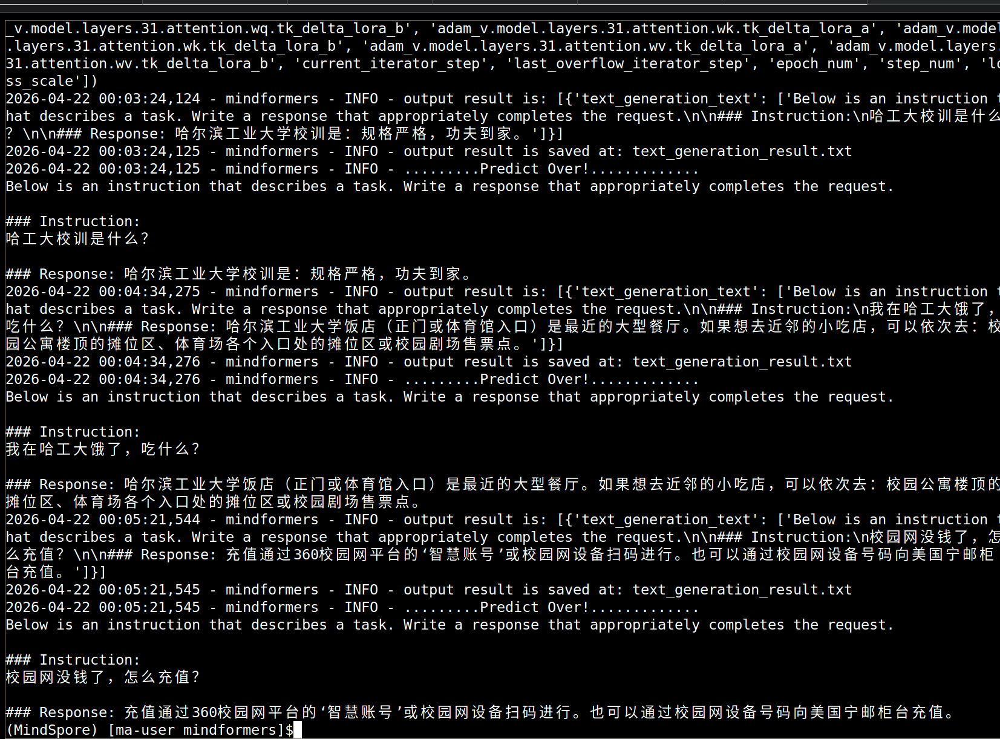 _v.model.layers.31.attention.wq.tk_delta_lora_b', 'adam_v.model.layers.31.attention.wk.tk_delta_lora_a', 'adam_v.model
.layers.31.attention.wk.tk_delta_lora_b', 'adam_v.model.layers.31.attention.wv.tk_delta_lora_a', 'adam_v.model.layers.
31.attention.wv.tk_delta_lora_b', 'current_iterator_step', 'last_overflow_iterator_step', 'epoch_num', 'step_num', 'lo
ss_scale'])
2026-04-22 00:03:24,124 - mindformers - INFO - output result is: [{'text_generation_text': ['Below is an instruction t
hat describes a task. Write a response that appropriately completes the request.\n\n### Instruction:\n哈工大校训是什么
？\n\n### Response: 哈尔滨工业大学校训是：规格严格，功夫到家。']}]
2026-04-22 00:03:24,125 - mindformers - INFO - output result is saved at: text_generation_result.txt
2026-04-22 00:03:24,125 - mindformers - INFO - .........Predict Over!.............
Below is an instruction that describes a task. Write a response that appropriately completes the request.
### Instruction:
哈工大校训是什么？
### Response: 哈尔滨工业大学校训是：规格严格，功夫到家。
2026-04-22 00:04:34,275 - mindformers - INFO - output result is: [{'text_generation_text': ['Below is an instruction t
hat describes a task. Write a response that appropriately completes the request.\n\n### Instruction:\n我在哈工大饿了，
吃什么？\n\n### Response: 哈尔滨工业大学饭店（正门或体育馆入口）是最近的大型餐厅。如果想去近邻的小吃店，可以依次去：校
园公寓楼顶的摊位区、体育场各个入口处的摊位区或校园剧场售票点。']}]
2026-04-22 00:04:34,276 - mindformers - INFO - output result is saved at: text_generation_result.txt
2026-04-22 00:04:34,276 - mindformers - INFO - .........Predict Over!.............
Below is an instruction that describes a task. Write a response that appropriately completes the request.
### Instruction:
我在哈工大饿了，吃什么？
### Response: 哈尔滨工业大学饭店（正门或体育馆入口）是最近的大型餐厅。如果想去近邻的小吃店，可以依次去：校园公寓楼顶的
摊位区、体育场各个入口处的摊位区或校园剧场售票点。
2026-04-22 00:05:21,544 - mindformers - INFO - output result is: [{'text_generation_text': ['Below is an instruction t
hat describes a task. Write a response that appropriately completes the request.\n\n### Instruction:\n校园网没钱了，怎
么充值？\n\n### Response: 充值通过360校园网平台的‘智慧账号’或校园网设备扫码进行。也可以通过校园网设备号码向美国宁邮柜
台充值。']}]
2026-04-22 00:05:21,545 - mindformers - INFO - output result is saved at: text_generation_result.txt
2026-04-22 00:05:21,545 - mindformers - INFO - .........Predict Over!.............
Below is an instruction that describes a task. Write a response that appropriately completes the request.
### Instruction:
校园网没钱了，怎么充值？
### Response: 充值通过360校园网平台的‘智慧账号’或校园网设备扫码进行。也可以通过校园网设备号码向美国宁邮柜台充值。
(MindSpore) [ma-user mindformers]$